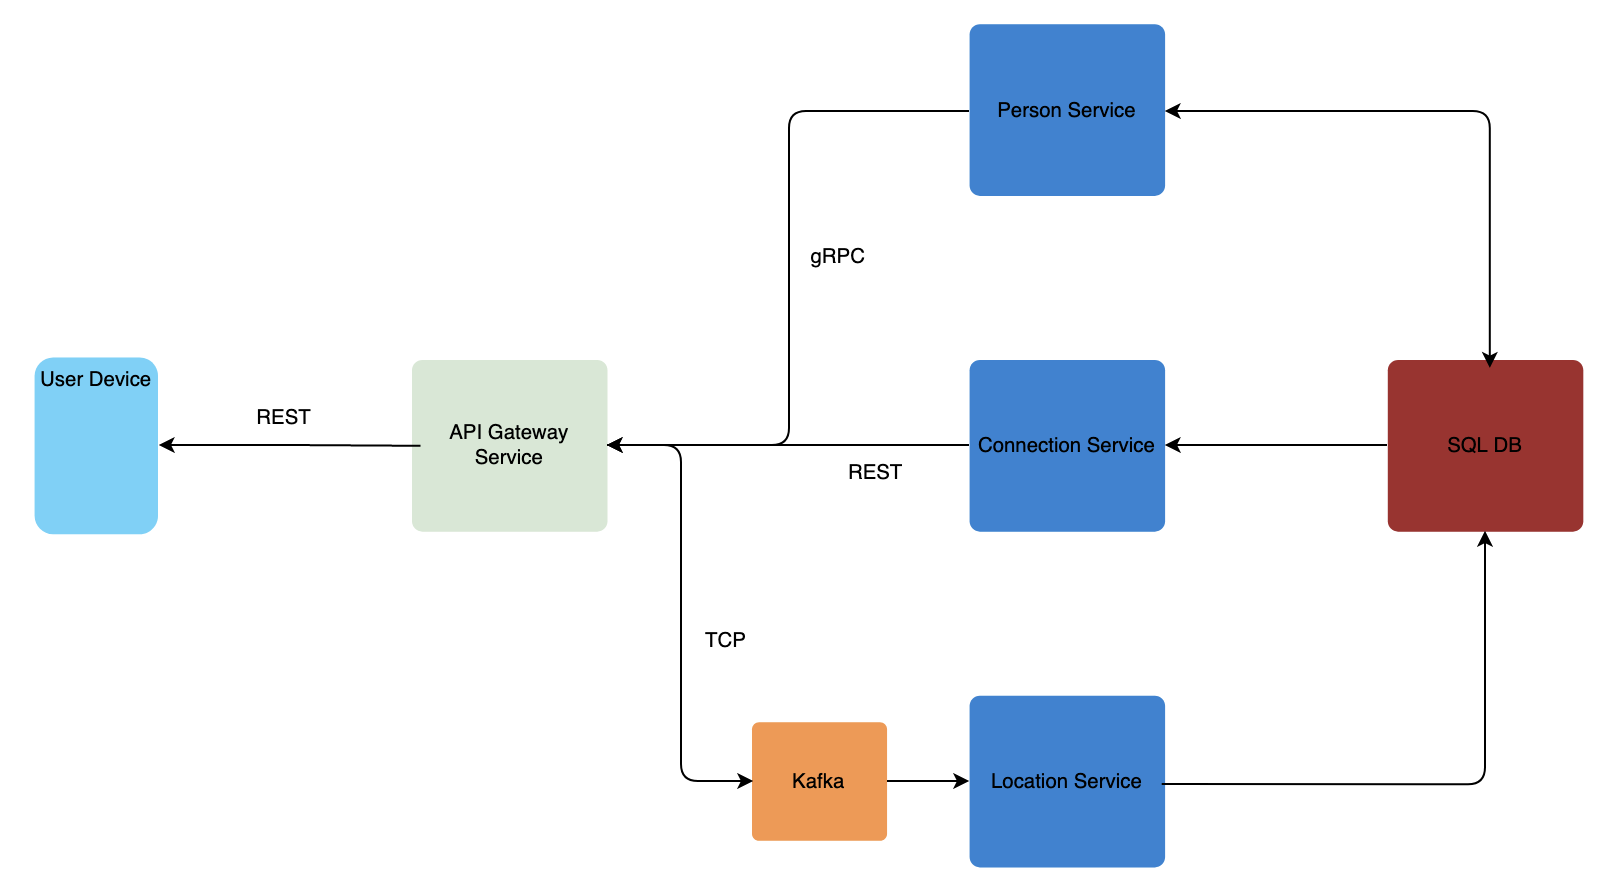 Person Service
gRPC
User Device
REST
API Gateway
Service
Connection Service
SQL DB
REST
TCP
Kafka
Location Service